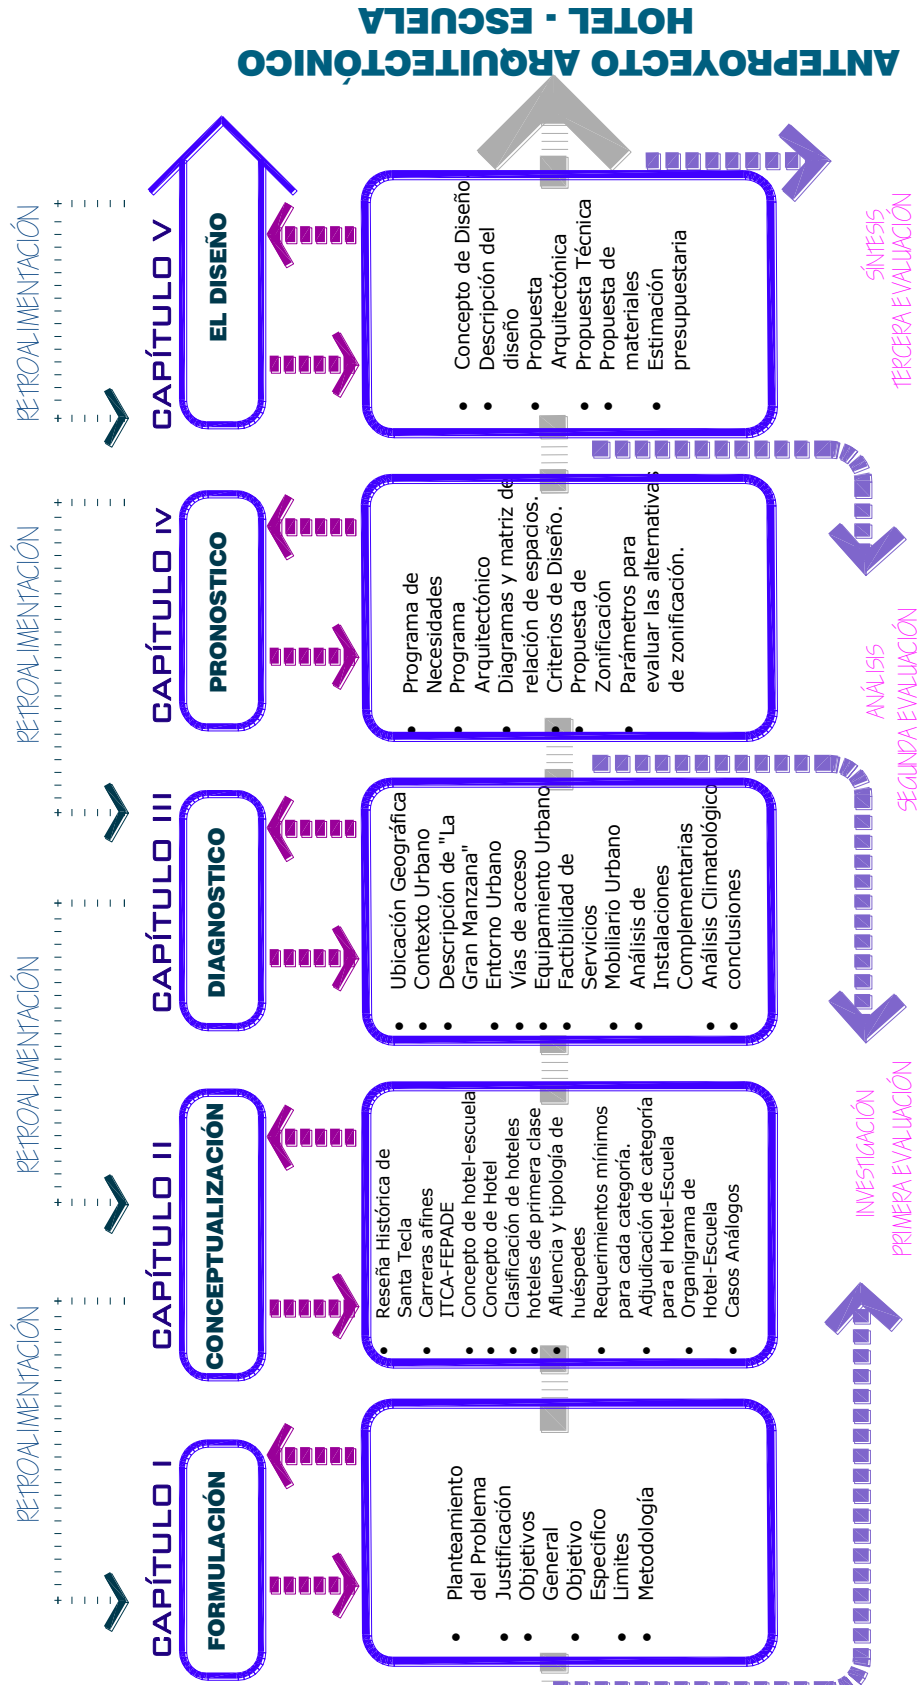 ANTEPROYECTO ARQUITECTÓNICO
HOTEL - ESCUELA
RETROALIMENTACIÓN
RETROALIMENTACIÓN
RETROALIMENTACIÓN
RETROALIMENTACIÓN
CAPÍTULO I
FORMULACIÓN
• Planteamiento
del Problema
• Justificación
• Objetivos
General
• Objetivo
Especifico
• Limites
• Metodología
CAPÍTULO II
CONCEPTUALIZACIÓN
• Reseña Histórica de
Santa Tecla
• Carreras afines
ITCA-FEPADE
• Concepto de hotel-escuela
• Concepto de Hotel
• Clasificación de hoteles
• hoteles de primera clase
• Afluencia y tipología de
huéspedes
• Requerimientos mínimos
para cada categoría.
• Adjudicación de categoría
para el Hotel-Escuela
• Organigrama de
Hotel-Escuela
• Casos Análogos
CAPÍTULO III
DIAGNOSTICO
• Ubicación Geográfica
• Contexto Urbano
• Descripción de "La
Gran Manzana"
• Entorno Urbano
• Vías de acceso
• Equipamiento Urbano
• Factibilidad de
Servicios
• Mobiliario Urbano
• Análisis de
Instalaciones
Complementarias
• Análisis Climatológico
• conclusiones
CAPÍTULO IV
PRONOSTICO
• Programa de
Necesidades
• Programa
Arquitectónico
• Diagramas y matriz de
relación de espacios.
• Criterios de Diseño.
• Propuesta de
Zonificación
• Parámetros para
evaluar las alternativas
de zonificación.
CAPÍTULO V
EL DISEÑO
• Concepto de Diseño
• Descripción del
diseño
• Propuesta
Arquitectónica
• Propuesta Técnica
• Propuesta de
materiales
• Estimación
presupuestaria
INVESTIGACIÓN
PRIMERA EVALUACIÓN
ANÁLISIS
SEGUNDA EVALUACIÓN
SÍNTESIS
TERCERA EVALUACIÓN